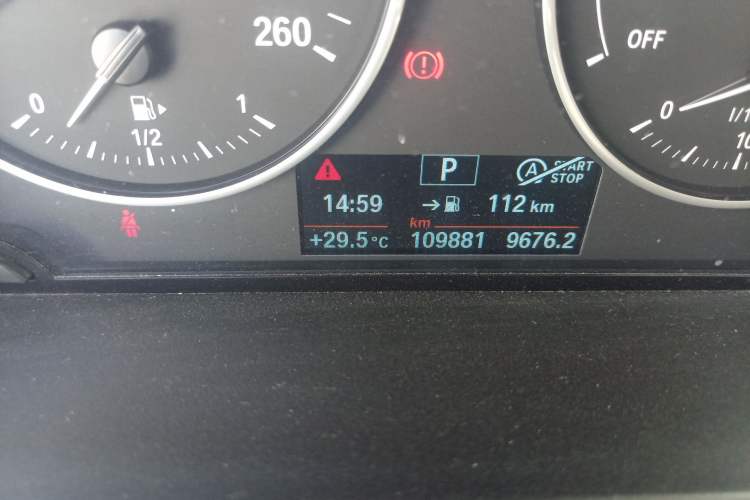 260
OFF
0
1/2
1
0
P
A
START
STOP
14:59
112 km
km
+29.5°C
109881
9676.2